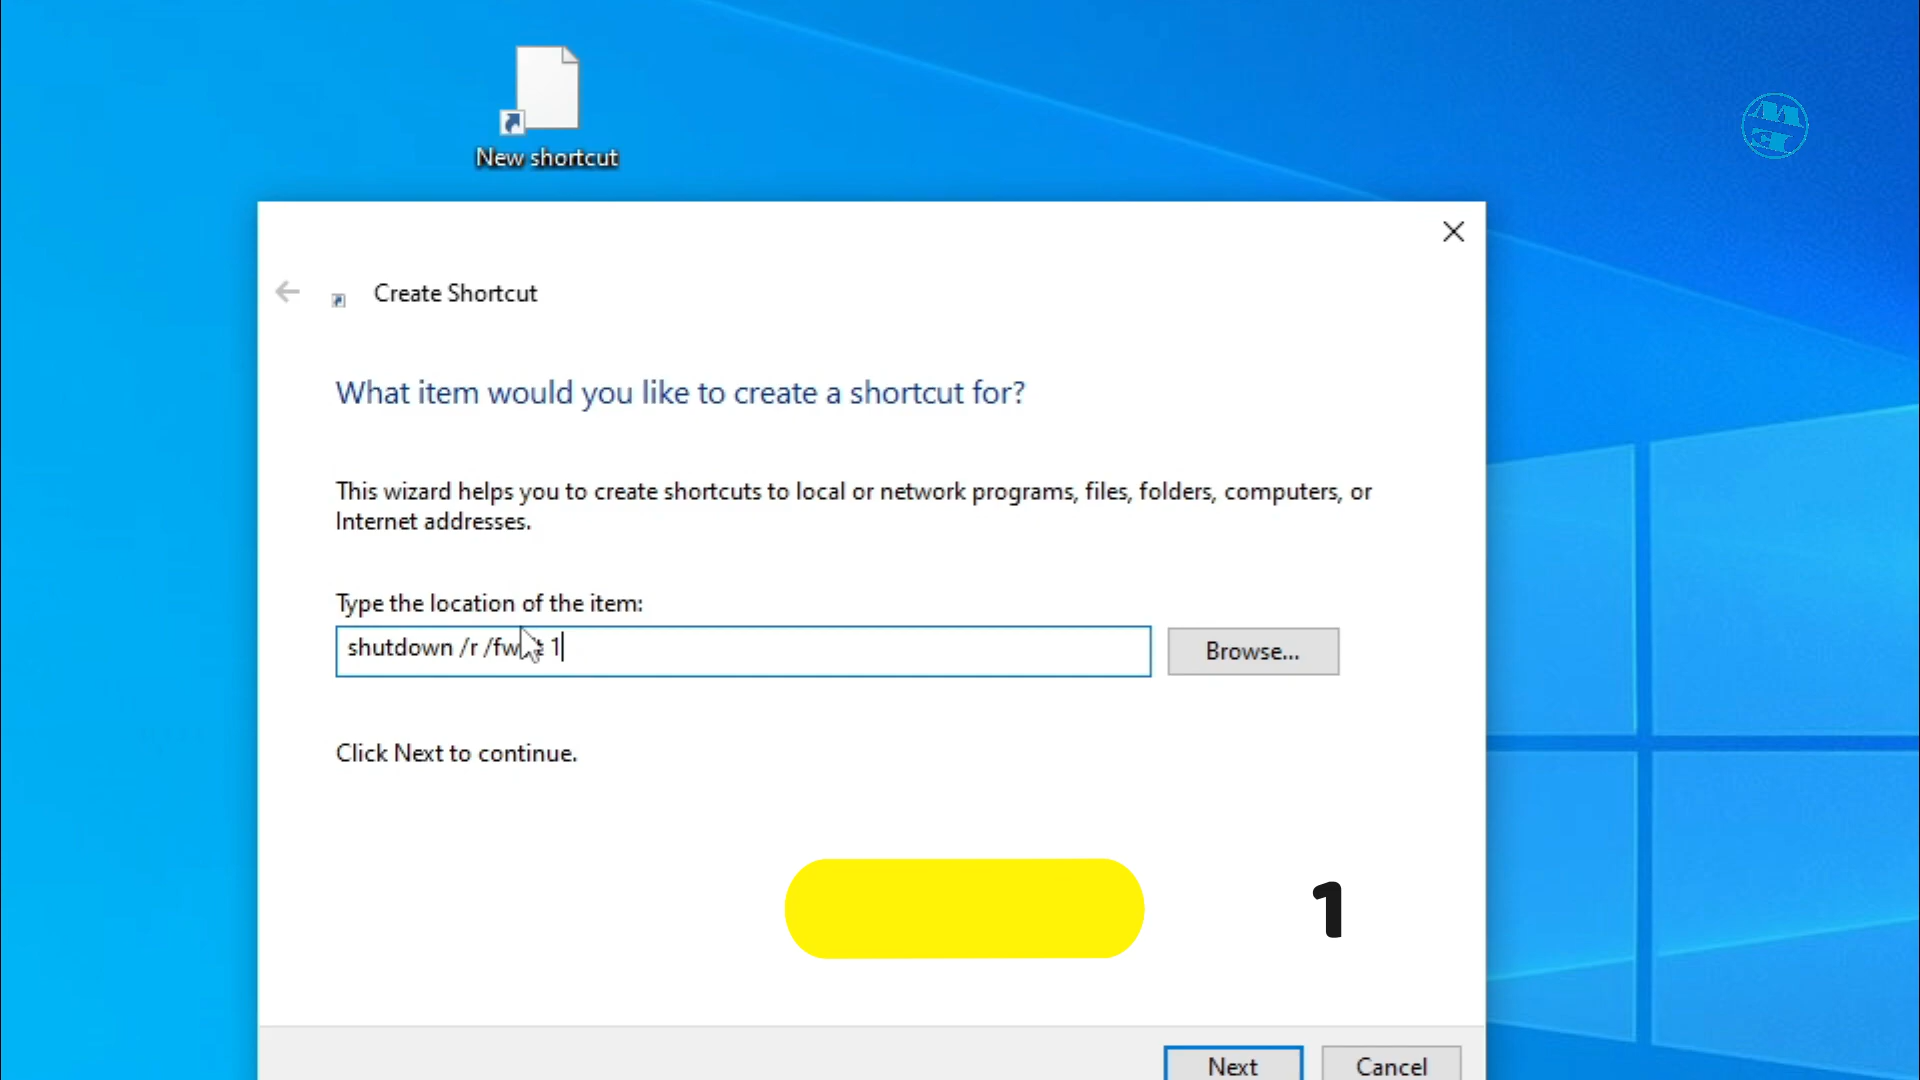 New shortcut
Create Shortcut
What item would you like to create a shortcut for?
This wizard helps you to create shortcuts to local or network programs, files, folders, computers, or
Internet addresses.
Type the location of the item:
shutdown /r /fw 1
Browse...
Click Next to continue.
1
Next
Cancel